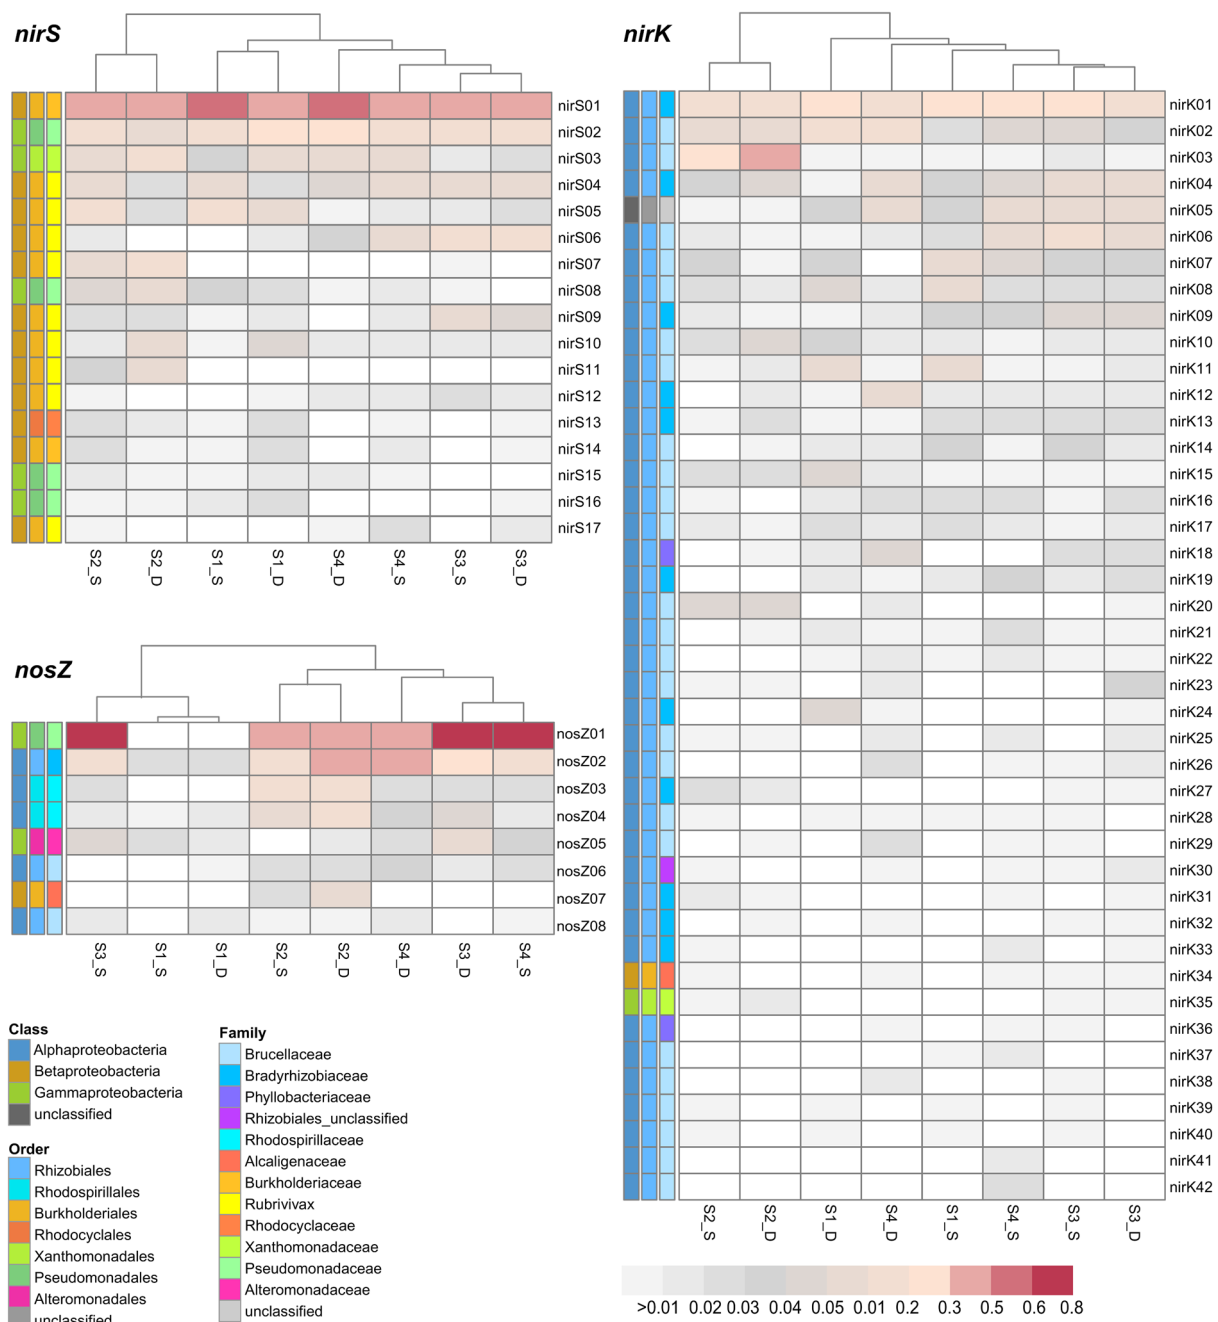 nirS
nirS01
nirS02
nirS03
nirS04
nirS05
nirS06
nirS07
nirS08
nirS09
nirS10
nirS11
nirS12
nirS13
nirS14
nirS15
nirS16
nirS17
S2_S
S2_D
S1_S
S1_D
S4_D
S4_S
S3_S
S3_D
nosZ
nosZ01
nosZ02
nosZ03
nosZ04
nosZ05
nosZ06
nosZ07
nosZ08
S3_S
S1_S
S1_D
S2_S
S2_D
S4_D
S3_D
S4_S
Class
Alphaproteobacteria
Betaproteobacteria
Gammaproteobacteria
unclassified
Order
Rhizobiales
Rhodospirillales
Burkholderiales
Rhodocyclales
Xanthomonadales
Pseudomonadales
Alteromonadales
unclassified
Family
Brucellaceae
Bradyrhizobiaceae
Phyllobacteriaceae
Rhizobiales_unclassified
Rhodospirillaceae
Alcaligenaceae
Burkholderiaceae
Rubrivivax
Rhodocyclaceae
Xanthomonadaceae
Pseudomonadaceae
Alteromonadaceae
unclassified
nirK
nirK01
nirK02
nirK03
nirK04
nirK05
nirK06
nirK07
nirK08
nirK09
nirK10
nirK11
nirK12
nirK13
nirK14
nirK15
nirK16
nirK17
nirK18
nirK19
nirK20
nirK21
nirK22
nirK23
nirK24
nirK25
nirK26
nirK27
nirK28
nirK29
nirK30
nirK31
nirK32
nirK33
nirK34
nirK35
nirK36
nirK37
nirK38
nirK39
nirK40
nirK41
nirK42
S2_S
S2_D
S1_D
S4_D
S1_S
S4_S
S3_S
S3_D
>0.01 0.02 0.03 0.04 0.05 0.01 0.2 0.3 0.5 0.6 0.8